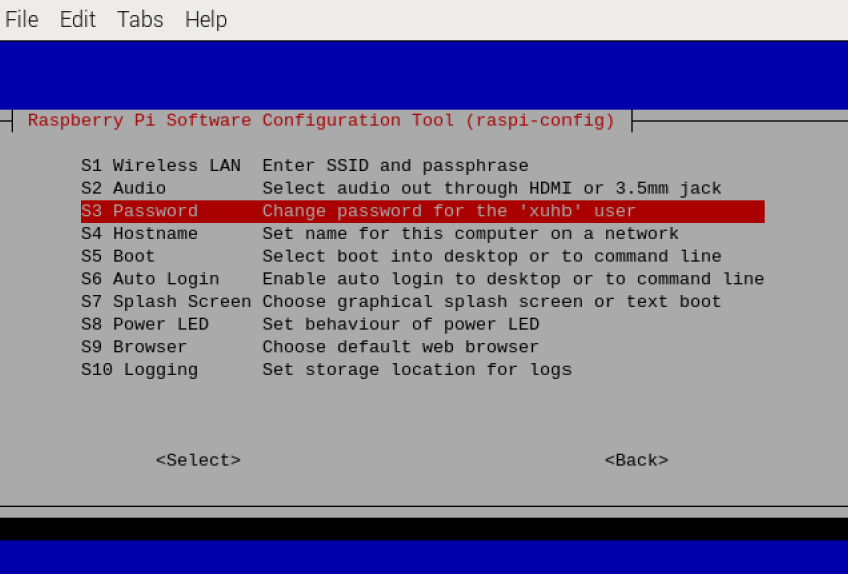 File Edit Tabs Help
Raspberry Pi Software Configuration Tool (raspi-config)
S1 Wireless LAN Enter SSID and passphrase
S2 Audio Select audio out through HDMI or 3.5mm jack
S3 Password Change password for the 'xuhb' user
S4 Hostname Set name for this computer on a network
S5 Boot Select boot into desktop or to command line
S6 Auto Login Enable auto login to desktop or to command line
S7 Splash Screen Choose graphical splash screen or text boot
S8 Power LED Set behaviour of power LED
S9 Browser Choose default web browser
S10 Logging Set storage location for logs
<Select> <Back>